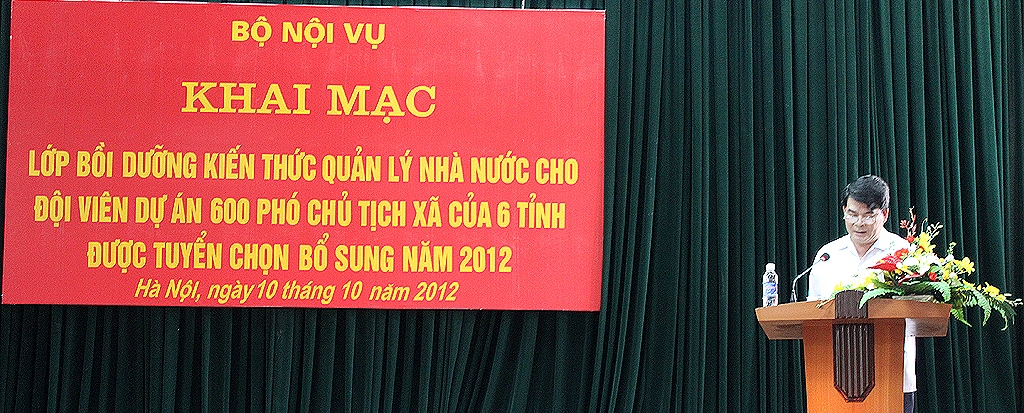 BỘ NỘI VỤ
KHAI MẠC
LỚP BỒI DƯỠNG KIẾN THỨC QUẢN LÝ NHÀ NƯỚC CHO
ĐỘI VIÊN DỰ ÁN 600 PHÓ CHỦ TỊCH XÃ CỦA 6 TỈNH
ĐƯỢC TUYỂN CHỌN BỔ SUNG NĂM 2012
Hà Nội, ngày 10 tháng 10 năm 2012